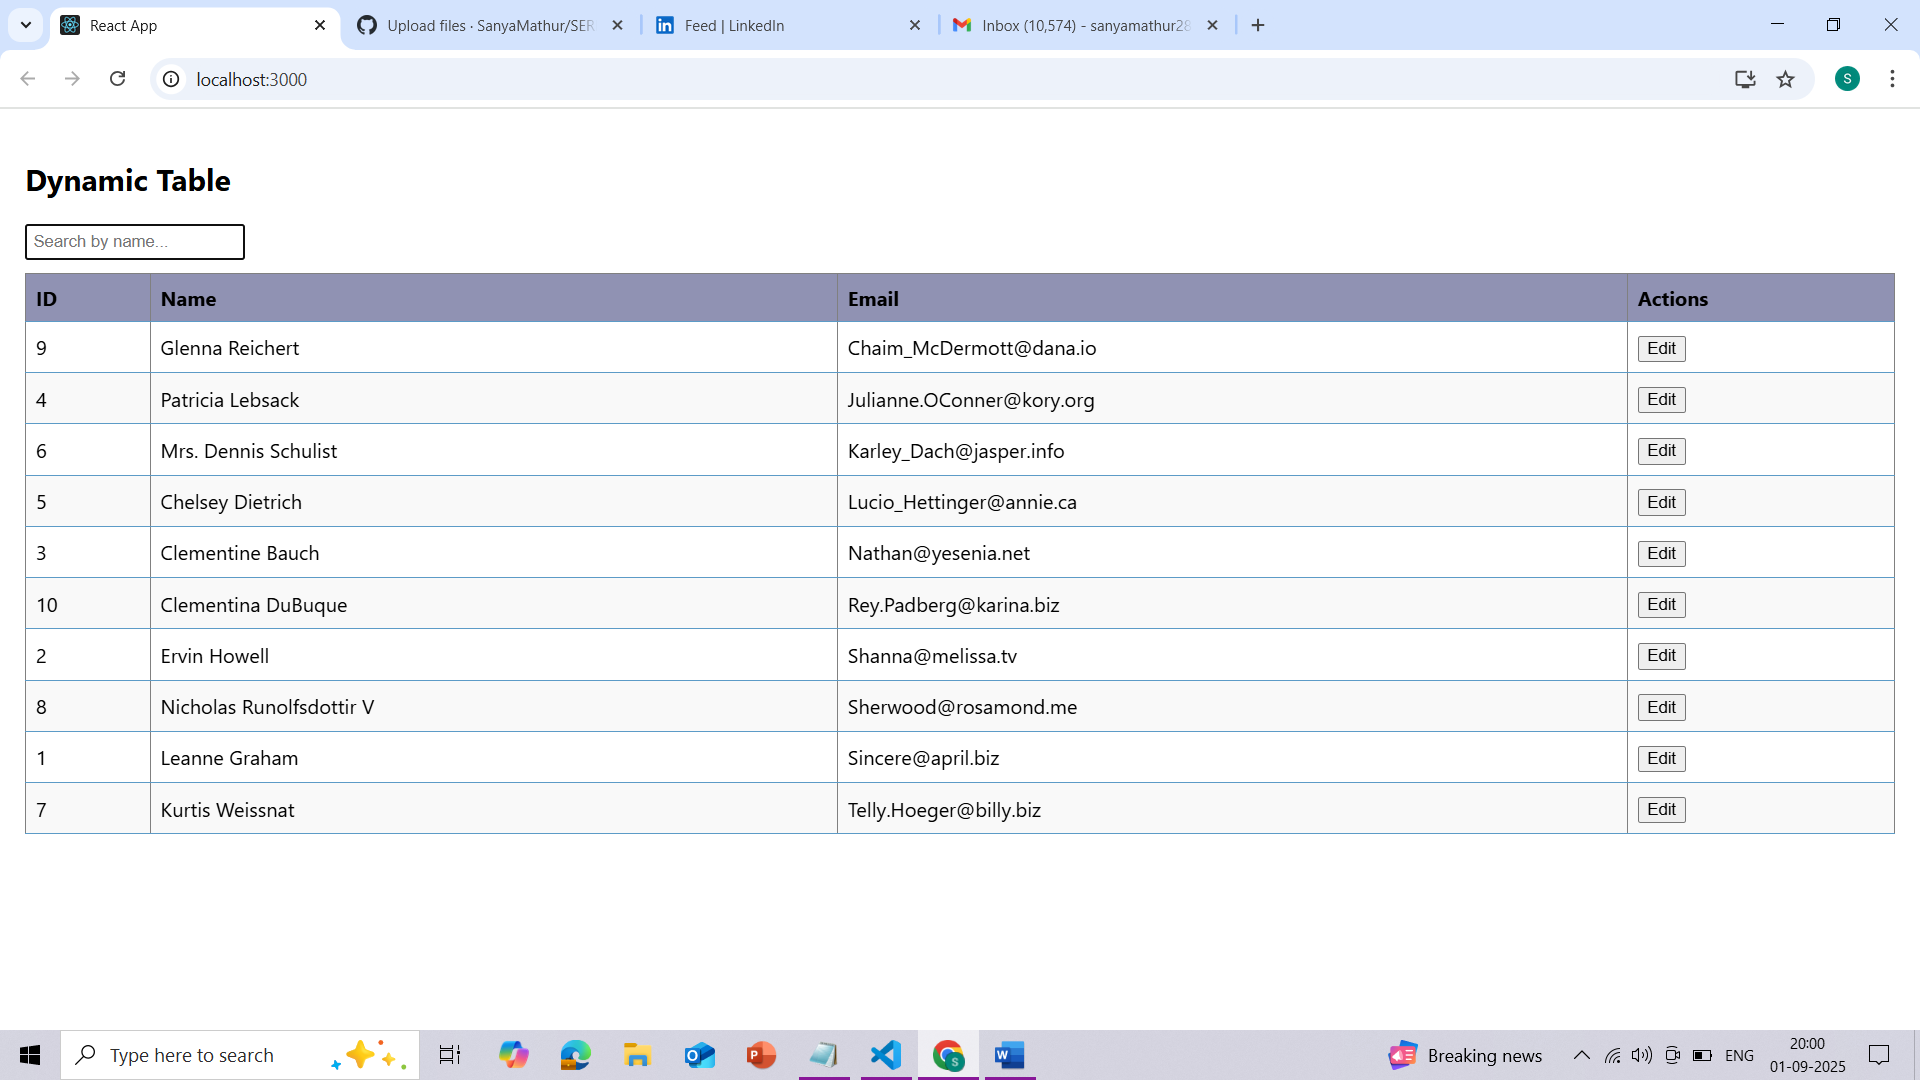 React App
Upload files · SanyaMathur/SER
Feed | LinkedIn
Inbox (10,574) - sanyamathur28
localhost:3000
S
Dynamic Table
Search by name...
ID Name Email Actions
9 Glenna Reichert Chaim_McDermott@dana.io Edit
4 Patricia Lebsack Julianne.OConner@kory.org Edit
6 Mrs. Dennis Schulist Karley_Dach@jasper.info Edit
5 Chelsey Dietrich Lucio_Hettinger@annie.ca Edit
3 Clementine Bauch Nathan@yesenia.net Edit
10 Clementina DuBuque Rey.Padberg@karina.biz Edit
2 Ervin Howell Shanna@melissa.tv Edit
8 Nicholas Runolfsdottir V Sherwood@rosamond.me Edit
1 Leanne Graham Sincere@april.biz Edit
7 Kurtis Weissnat Telly.Hoeger@billy.biz Edit
Type here to search
Breaking news
ENG
20:00
01-09-2025